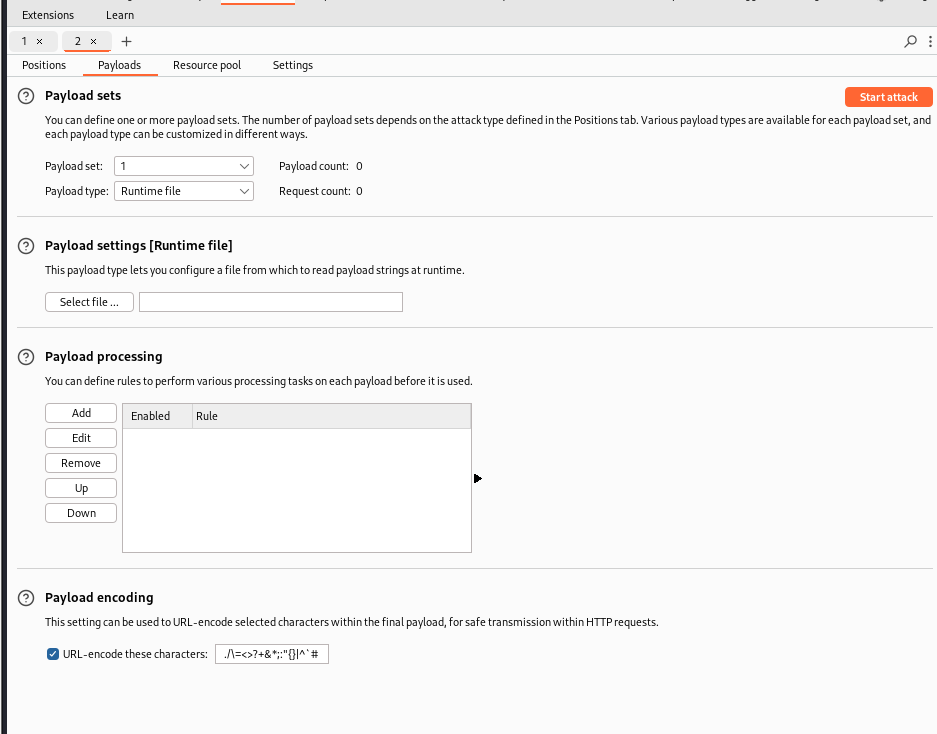 Extensions Learn
1 × 2 × +
Positions Payloads Resource pool Settings
? Payload sets Start attack
You can define one or more payload sets. The number of payload sets depends on the attack type defined in the Positions tab. Various payload types are available for each payload set, and
each payload type can be customized in different ways.
Payload set: 1 Payload count: 0
Payload type: Runtime file Request count: 0
? Payload settings [Runtime file]
This payload type lets you configure a file from which to read payload strings at runtime.
Select file ...
? Payload processing
You can define rules to perform various processing tasks on each payload before it is used.
Add Enabled Rule
Edit
Remove
Up
Down
? Payload encoding
This setting can be used to URL-encode selected characters within the final payload, for safe transmission within HTTP requests.
URL-encode these characters: ./\=<>?+&*;:"{}|^`#